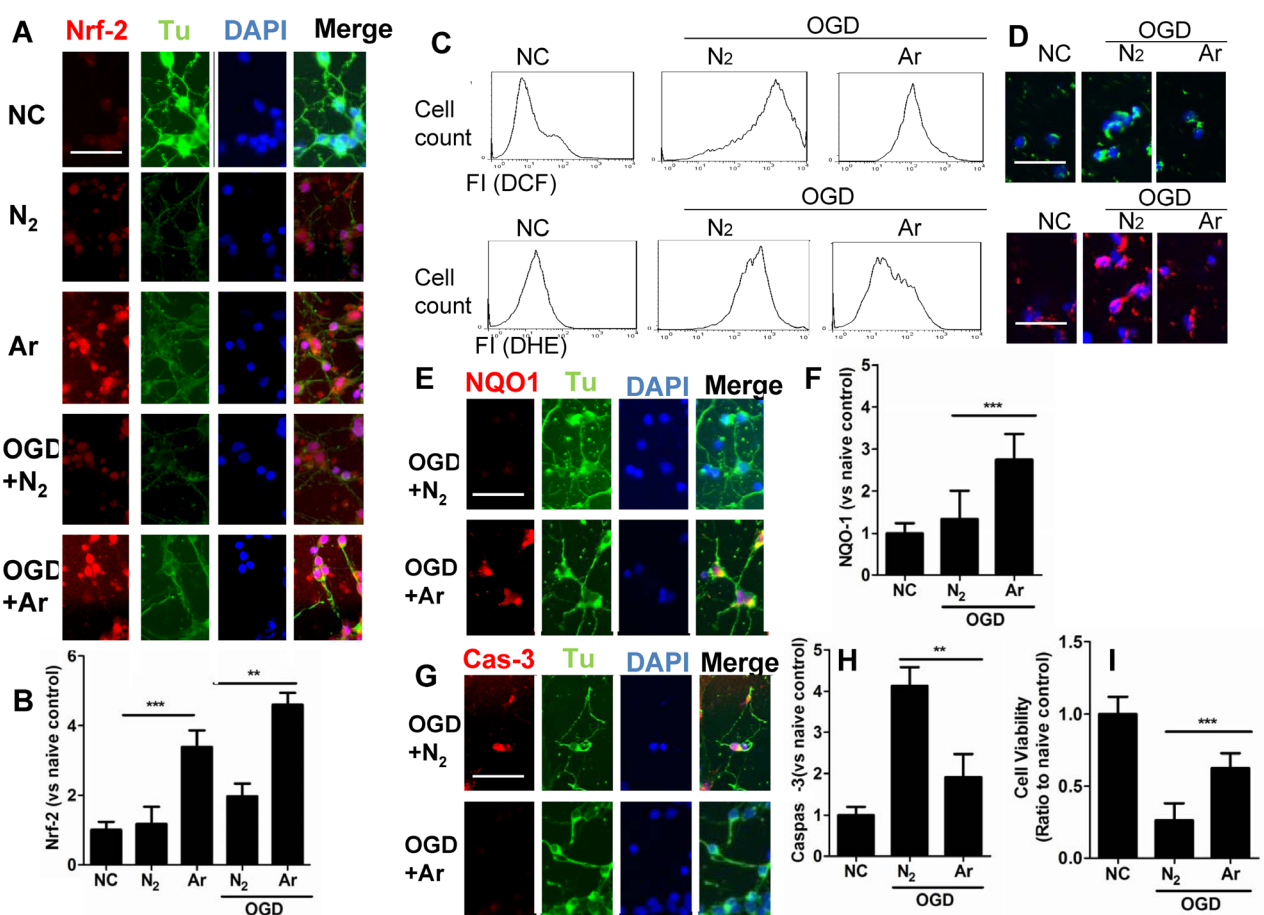 A
Nrf-2 Tu DAPI Merge
NC
N2
Ar
OGD
+N2
OGD
+Ar
B
Nrf-2 (vs naive control)
6
4
2
0
***
**
NC N2 Ar N2 Ar
OGD
C
OGD
NC N2 Ar
Cell
count
FI (DCF)
OGD
NC N2 Ar
Cell
count
FI (DHE)
D
OGD
NC N2 Ar
OGD
NC N2 Ar
E
NQO1 Tu DAPI Merge
OGD
+N2
OGD
+Ar
F
NQO-1 (vs naive control)
5
4
3
2
1
0
***
NC N2 Ar
OGD
G
Cas-3 Tu DAPI Merge
OGD
+N2
OGD
+Ar
H
Caspas -3(vs naive control)
5
4
3
2
1
0
**
NC N2 Ar
OGD
I
Cell Viability
(Ratio to naive control)
1.5
1.0
0.5
0.0
***
NC N2 Ar
OGD